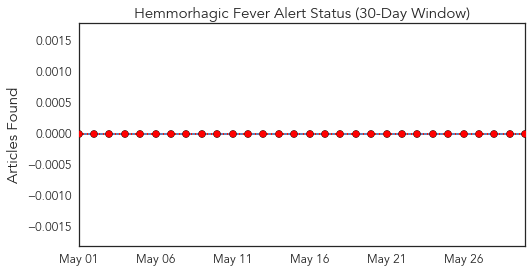 Hemmorhagic Fever Alert Status (30-Day Window)
Articles Found
0.0015
0.0010
0.0005
0.0000
−0.0005
−0.0010
−0.0015
May 01 May 06 May 11 May 16 May 21 May 26